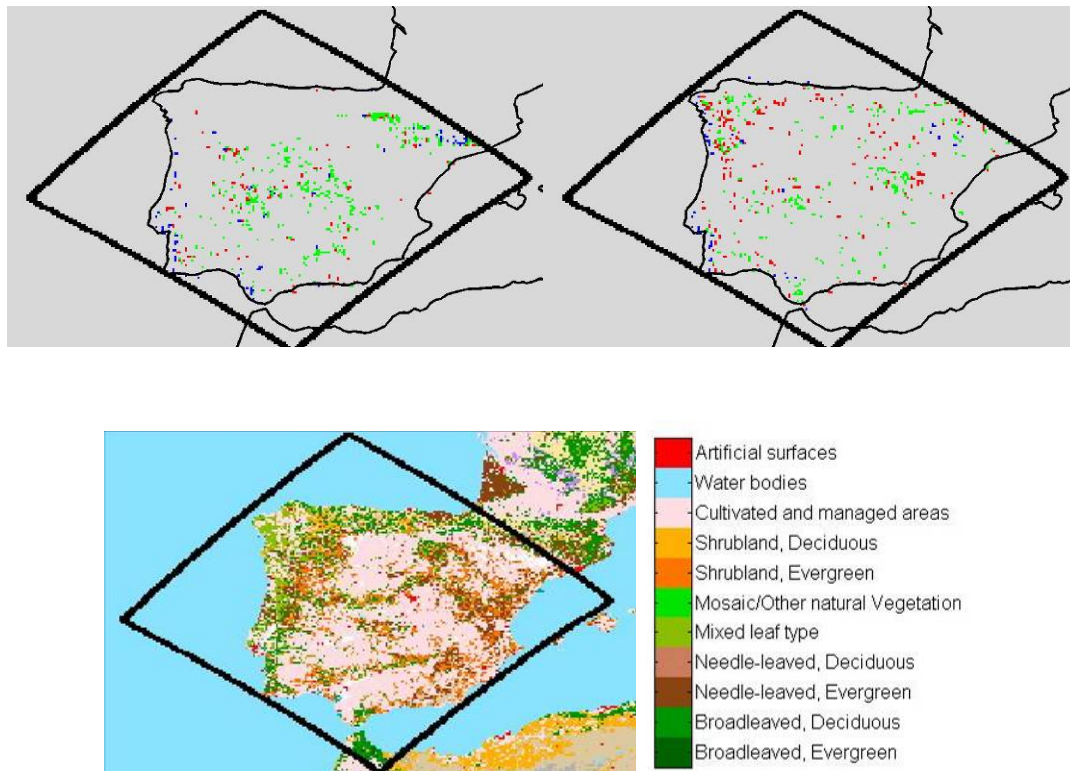 Artificial surfaces
Water bodies
Cultivated and managed areas
Shrubland, Deciduous
Shrubland, Evergreen
Mosaic/Other natural Vegetation
Mixed leaf type
Needle-leaved, Deciduous
Needle-leaved, Evergreen
Broadleaved, Deciduous
Broadleaved, Evergreen